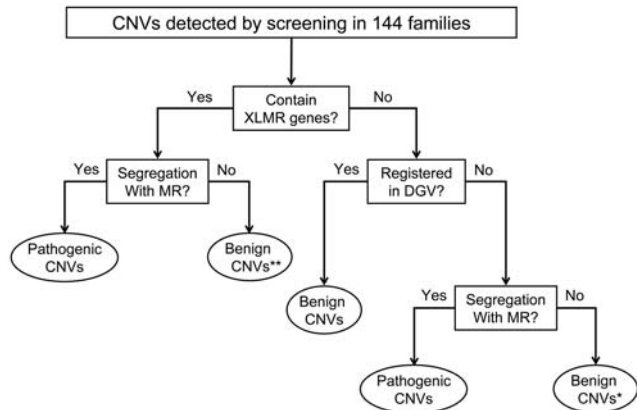 CNVs detected by screening in 144 families
Yes
Contain
XLMR genes?
No
Yes
Segregation
With MR?
No
Yes
Registered
in DGV?
No
Pathogenic
CNVs
Benign
CNVs**
Benign
CNVs
Yes
Segregation
With MR?
No
Pathogenic
CNVs
Benign
CNVs*